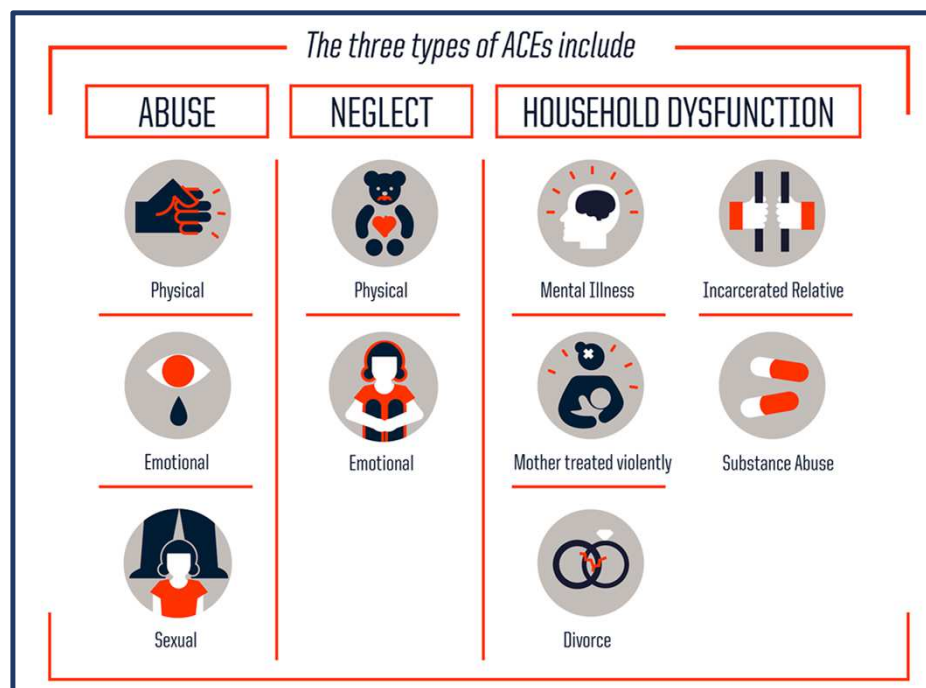 The three types of ACEs include
ABUSE
NEGLECT
HOUSEHOLD DYSFUNCTION
Physical
Physical
Mental Illness
Incarcerated Relative
Emotional
Emotional
Mother treated violently
Substance Abuse
Sexual
Divorce